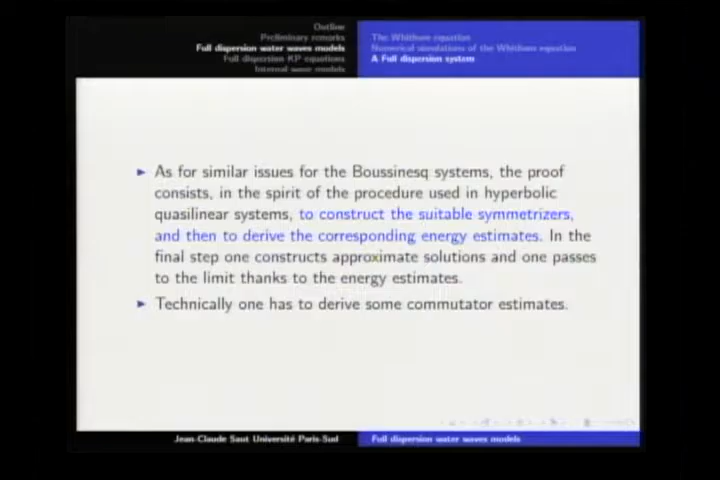 Outline
Preliminary remarks
Full dispersion water waves models
Full dispersion KP equations
Internal wave models
The Whitham equation
Numerical simulations of the Whitham equation
A Full dispersion system
As for similar issues for the Boussinesq systems, the proof
consists, in the spirit of the procedure used in hyperbolic
quasilinear systems, to construct the suitable symmetrizers,
and then to derive the corresponding energy estimates. In the
final step one constructs approximate solutions and one passes
to the limit thanks to the energy estimates.
Technically one has to derive some commutator estimates.
Jean-Claude Saut Université Paris-Sud
Full dispersion water waves models